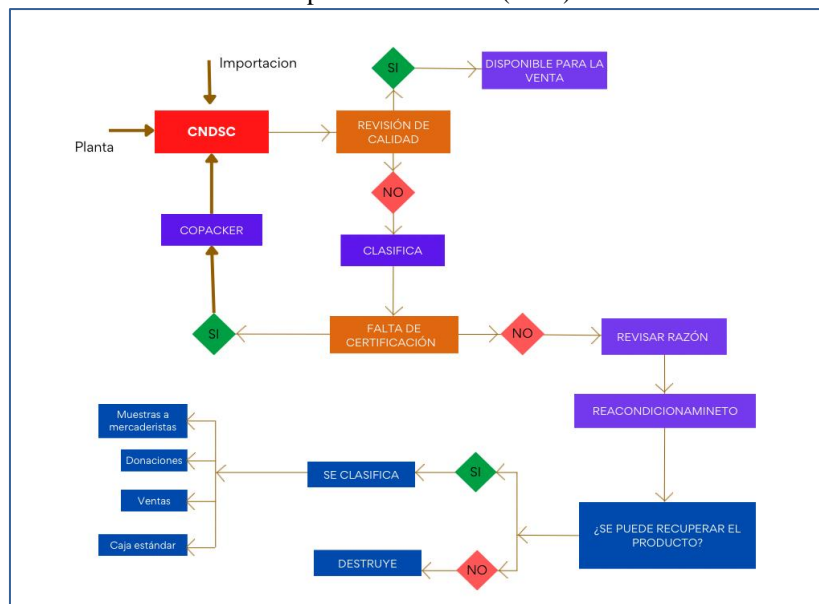 Importacion
SI
DISPONIBLE PARA LA
VENTA
Planta
CNDSC
REVISIÓN DE
CALIDAD
NO
COPACKER
CLASIFICA
SI
FALTA DE
CERTIFICACIÓN
NO
REVISAR RAZÓN
REACONDICIONAMINETO
Muestras a
mercaderistas
Donaciones
Ventas
Caja estándar
SE CLASIFICA
SI
¿SE PUEDE RECUPERAR EL
PRODUCTO?
DESTRUYE
NO